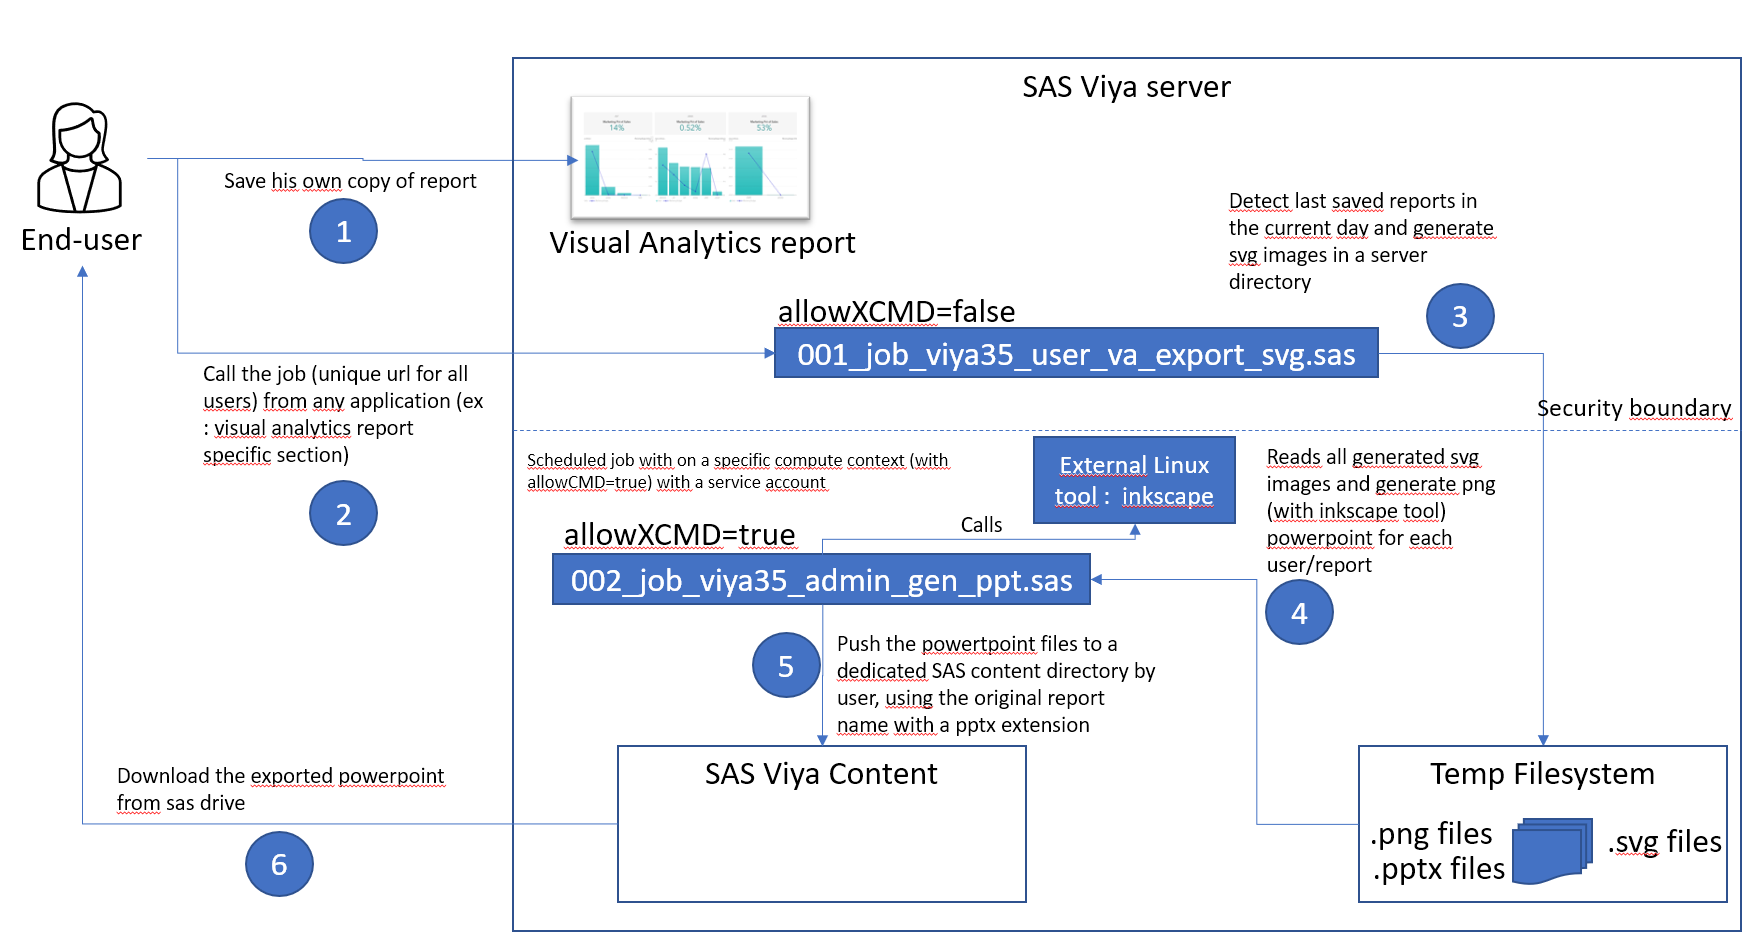 SAS Viya server
14%
0.52%
53%
End-user
Save his own copy of report
1
Visual Analytics report
Detect last saved reports in
the current day and generate
svg images in a server
directory
3
allowXCMD=false
001_job_viya35_user_va_export_svg.sas
Call the job (unique url for all
users) from any application (ex
: visual analytics report
specific section)
2
Security boundary
Scheduled job with on a specific compute context (with
allowCMD=true) with a service account
External Linux
tool : inkscape
Reads all generated svg
images and generate png
(with inkscape tool)
powerpoint for each
user/report
4
Calls
allowXCMD=true
002_job_viya35_admin_gen_ppt.sas
5
Push the powertpoint files to a
dedicated SAS content directory by
user, using the original report
name with a pptx extension
SAS Viya Content
Temp Filesystem
.png files
.pptx files
.svg files
Download the exported powerpoint
from sas drive
6